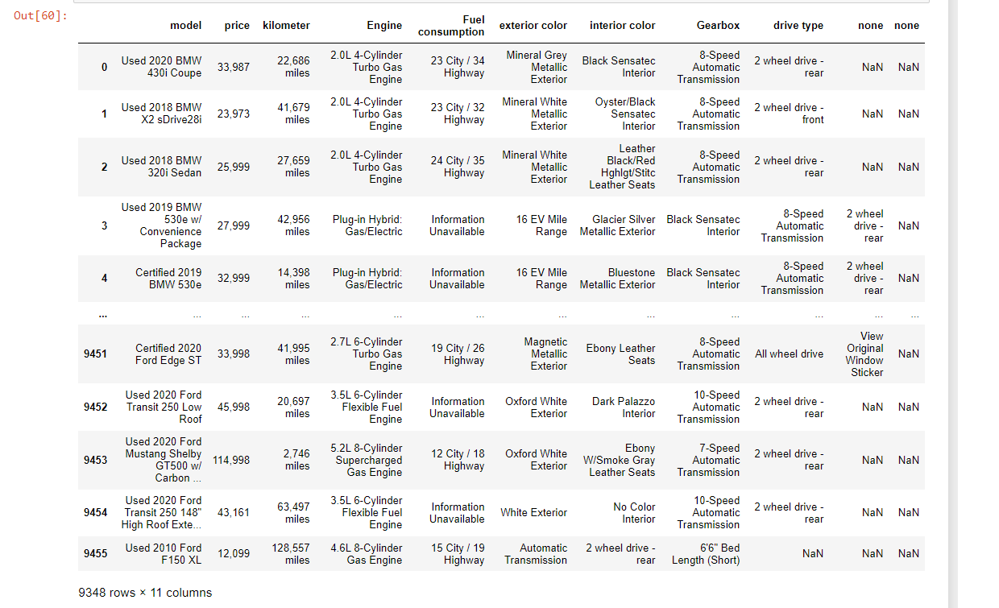 Out[60]:
model price kilometer Engine Fuel consumption exterior color interior color Gearbox drive type none none
0 Used 2020 BMW 430i Coupe 33,987 22,686 miles 2.0L 4-Cylinder Turbo Gas Engine 23 City / 34 Highway Mineral Grey Metallic Exterior Black Sensatec Interior 8-Speed Automatic Transmission 2 wheel drive - rear NaN NaN
1 Used 2018 BMW X2 sDrive28i 23,973 41,679 miles 2.0L 4-Cylinder Turbo Gas Engine 23 City / 32 Highway Mineral White Metallic Exterior Oyster/Black Sensatec Interior 8-Speed Automatic Transmission 2 wheel drive - front NaN NaN
2 Used 2018 BMW 320i Sedan 25,999 27,659 miles 2.0L 4-Cylinder Turbo Gas Engine 24 City / 35 Highway Mineral White Metallic Exterior Leather Black/Red Hghlgt/Stitc Leather Seats 8-Speed Automatic Transmission 2 wheel drive - rear NaN NaN
3 Used 2019 BMW 530e w/ Convenience Package 27,999 42,956 miles Plug-in Hybrid: Gas/Electric Information Unavailable 16 EV Mile Range Glacier Silver Metallic Exterior Black Sensatec Interior 8-Speed Automatic Transmission 2 wheel drive - rear NaN
4 Certified 2019 BMW 530e 32,999 14,398 miles Plug-in Hybrid: Gas/Electric Information Unavailable 16 EV Mile Range Bluestone Metallic Exterior Black Sensatec Interior 8-Speed Automatic Transmission 2 wheel drive - rear NaN
... ... ... ... ... ... ... ... ... ... ... ...
9451 Certified 2020 Ford Edge ST 33,998 41,995 miles 2.7L 6-Cylinder Turbo Gas Engine 19 City / 26 Highway Magnetic Metallic Exterior Ebony Leather Seats 8-Speed Automatic Transmission All wheel drive View Original Window Sticker NaN
9452 Used 2020 Ford Transit 250 Low Roof 45,998 20,697 miles 3.5L 6-Cylinder Flexible Fuel Engine Information Unavailable Oxford White Exterior Dark Palazzo Interior 10-Speed Automatic Transmission 2 wheel drive - rear NaN NaN
9453 Used 2020 Ford Mustang Shelby GT500 w/ Carbon ... 114,998 2,746 miles 5.2L 8-Cylinder Supercharged Gas Engine 12 City / 18 Highway Oxford White Exterior Ebony W/Smoke Gray Leather Seats 7-Speed Automatic Transmission 2 wheel drive - rear NaN NaN
9454 Used 2020 Ford Transit 250 148" High Roof Exte... 43,161 63,497 miles 3.5L 6-Cylinder Flexible Fuel Engine Information Unavailable White Exterior No Color Interior 10-Speed Automatic Transmission 2 wheel drive - rear NaN NaN
9455 Used 2010 Ford F150 XL 12,099 128,557 miles 4.6L 8-Cylinder Gas Engine 15 City / 19 Highway Automatic Transmission 2 wheel drive - rear 6'6" Bed Length (Short) NaN NaN NaN
9348 rows × 11 columns